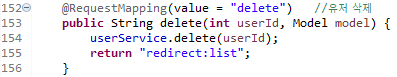 152 @RequestMapping(value = "delete") //유저 삭제
153 public String delete(int userId, Model model) {
154 userService.delete(userId);
155 return "redirect:list";
156 }